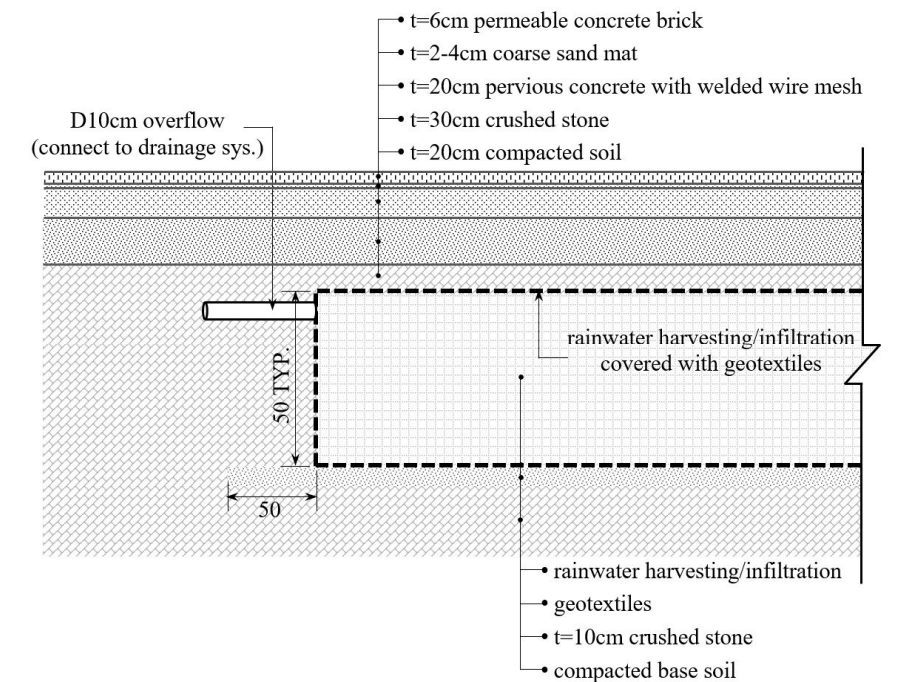 t=6cm permeable concrete brick
t=2-4cm coarse sand mat
t=20cm pervious concrete with welded wire mesh
t=30cm crushed stone
t=20cm compacted soil
D10cm overflow
(connect to drainage sys.)
rainwater harvesting/infiltration
covered with geotextiles
50 TYP.
50
rainwater harvesting/infiltration
geotextiles
t=10cm crushed stone
compacted base soil